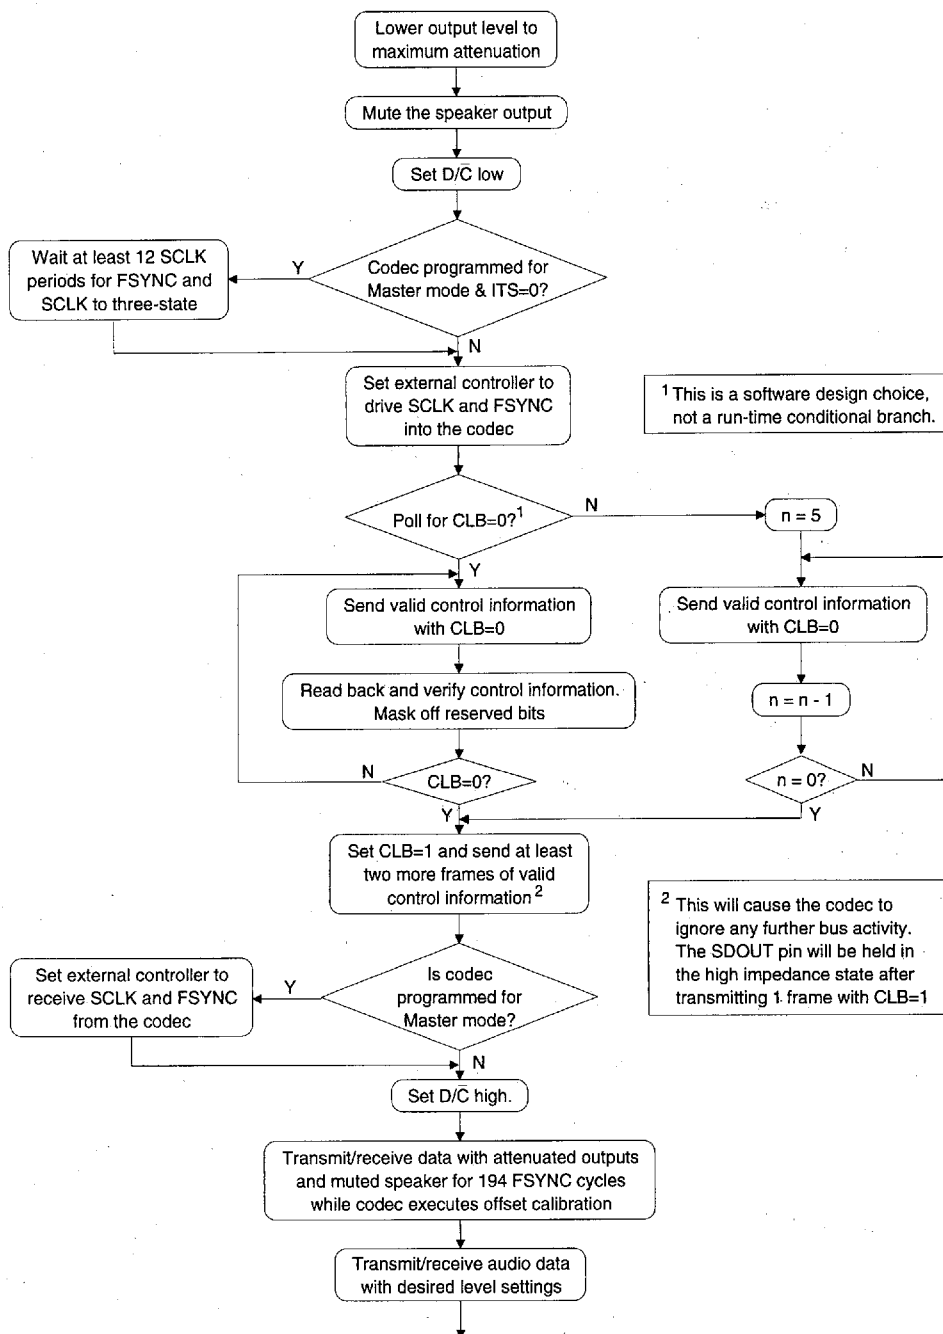 Lower output level to
maximum attenuation
Mute the speaker output
Set D/C̅ low
Codec programmed for
Master mode & ITS=0?
Y
Wait at least 12 SCLK
periods for FSYNC and
SCLK to three-state
N
Set external controller to
drive SCLK and FSYNC
into the codec
1 This is a software design choice,
not a run-time conditional branch.
Poll for CLB=0?1
N
n = 5
Y
Send valid control information
with CLB=0
Send valid control information
with CLB=0
Read back and verify control information.
Mask off reserved bits
n = n - 1
N
CLB=0?
n = 0?
N
Y
Y
Set CLB=1 and send at least
two more frames of valid
control information 2
2 This will cause the codec to
ignore any further bus activity.
The SDOUT pin will be held in
the high impedance state after
transmitting 1 frame with CLB=1
Is codec
programmed for
Master mode?
Y
Set external controller to
receive SCLK and FSYNC
from the codec
N
Set D/C̅ high.
Transmit/receive data with attenuated outputs
and muted speaker for 194 FSYNC cycles
while codec executes offset calibration
Transmit/receive audio data
with desired level settings